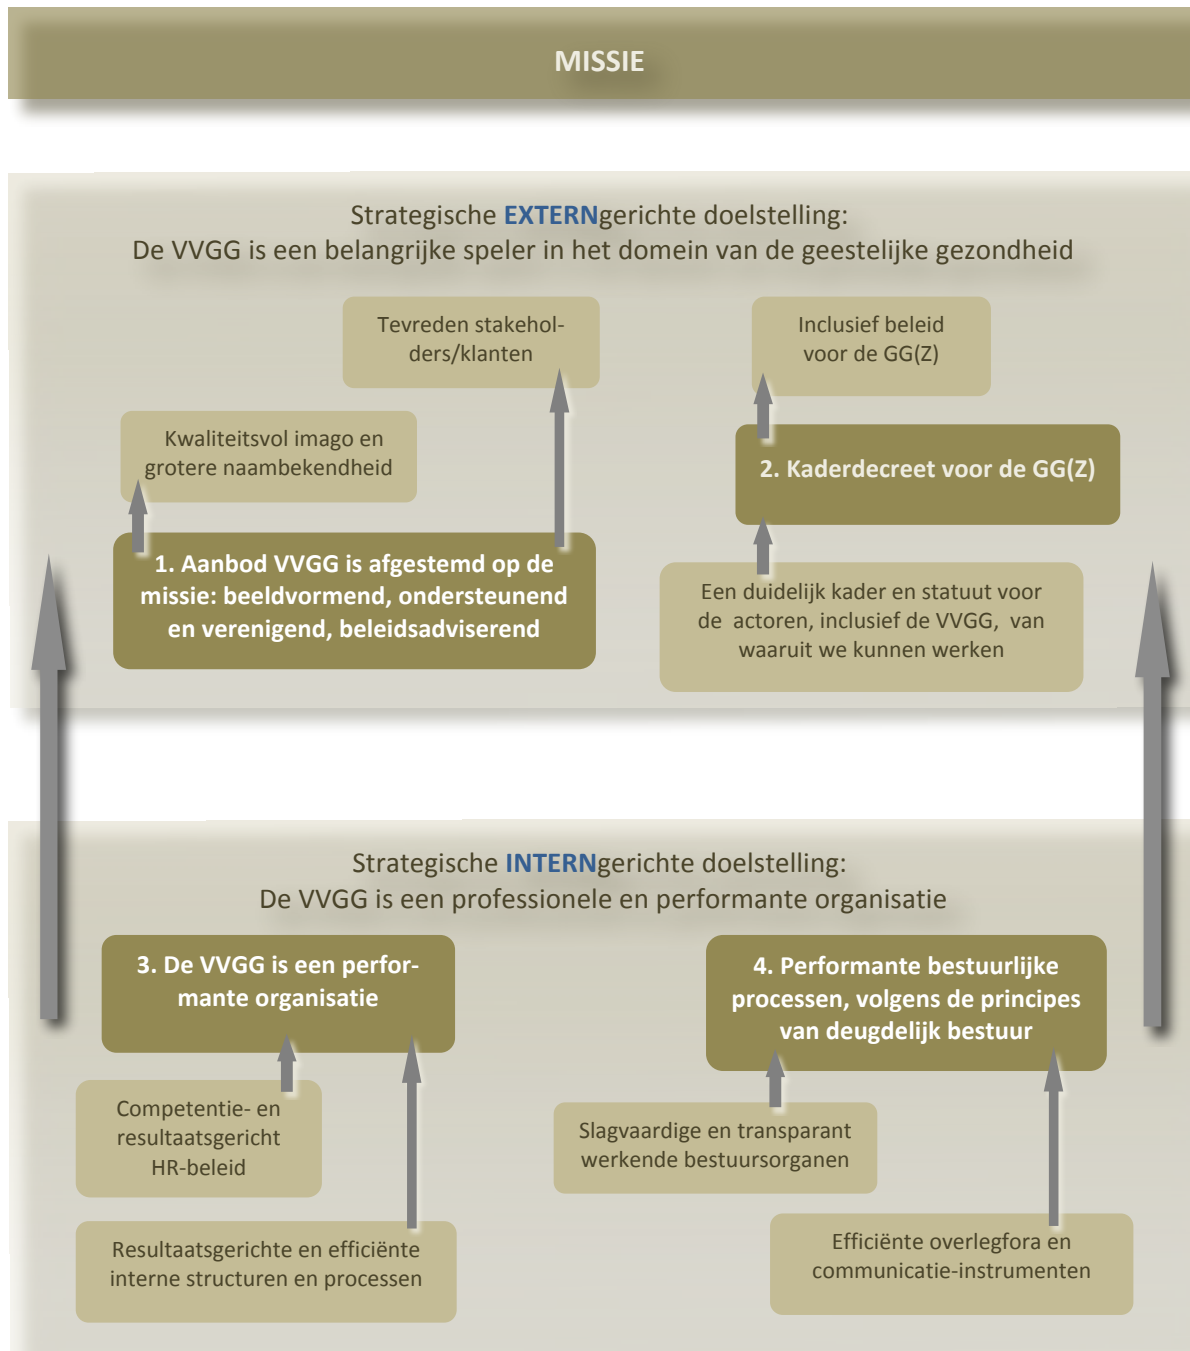 MISSIE
Strategische EXTERNgerichte doelstelling:
De VVGG is een belangrijke speler in het domein van de geestelijke gezondheid
Tevreden stakehol-
ders/klanten
Inclusief beleid
voor de GG(Z)
Kwaliteitsvol imago en
grotere naambekendheid
2. Kaderdecreet voor de GG(Z)
1. Aanbod VVGG is afgestemd op de
missie: beeldvormend, ondersteunend
en verenigend, beleidsadviserend
Een duidelijk kader en statuut voor
de actoren, inclusief de VVGG, van
waaruit we kunnen werken
Strategische INTERNgerichte doelstelling:
De VVGG is een professionele en performante organisatie
3. De VVGG is een perfor-
mante organisatie
4. Performante bestuurlijke
processen, volgens de principes
van deugdelijk bestuur
Competentie- en
resultaatsgericht
HR-beleid
Slagvaardige en transparant
werkende bestuursorganen
Resultaatsgerichte en efficiënte
interne structuren en processen
Efficiënte overlegfora en
communicatie-instrumenten